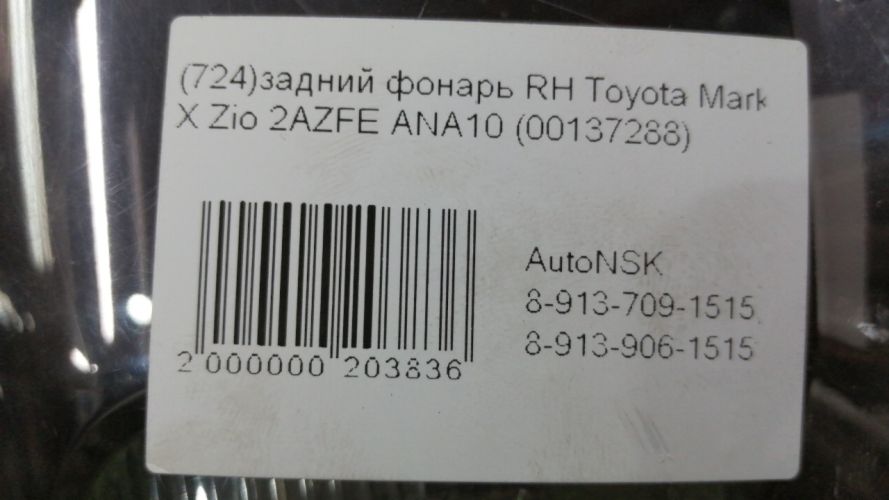 (724)задний фонарь RH Toyota Mark
X Zio 2AZFE ANA10 (00137288)
AutoNSK
8-913-709-1515
8-913-906-1515
2 000000 203836